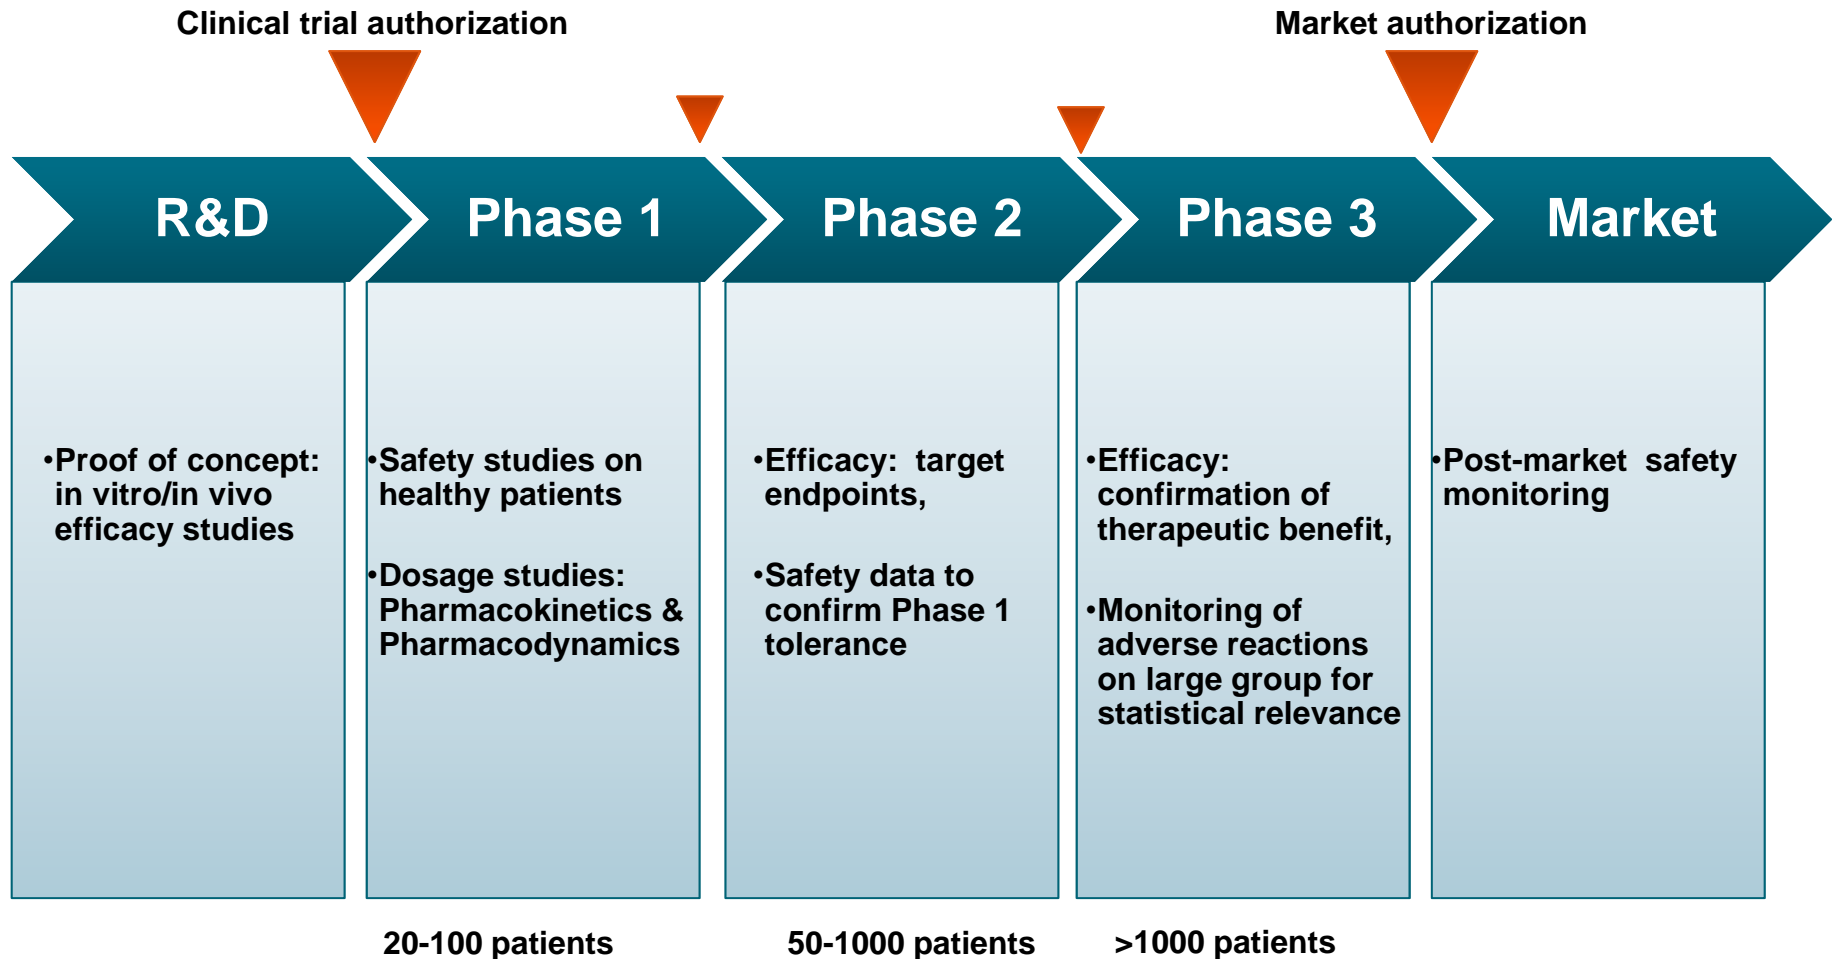 Clinical trial authorization
Market authorization
R&D
Phase 1
Phase 2
Phase 3
Market
•Proof of concept:
in vitro/in vivo
efficacy studies
•Safety studies on
healthy patients
•Dosage studies:
Pharmacokinetics &
Pharmacodynamics
•Efficacy: target
endpoints,
•Safety data to
confirm Phase 1
tolerance
•Efficacy:
confirmation of
therapeutic benefit,
•Monitoring of
adverse reactions
on large group for
statistical relevance
•Post-market safety
monitoring
20-100 patients
50-1000 patients
>1000 patients